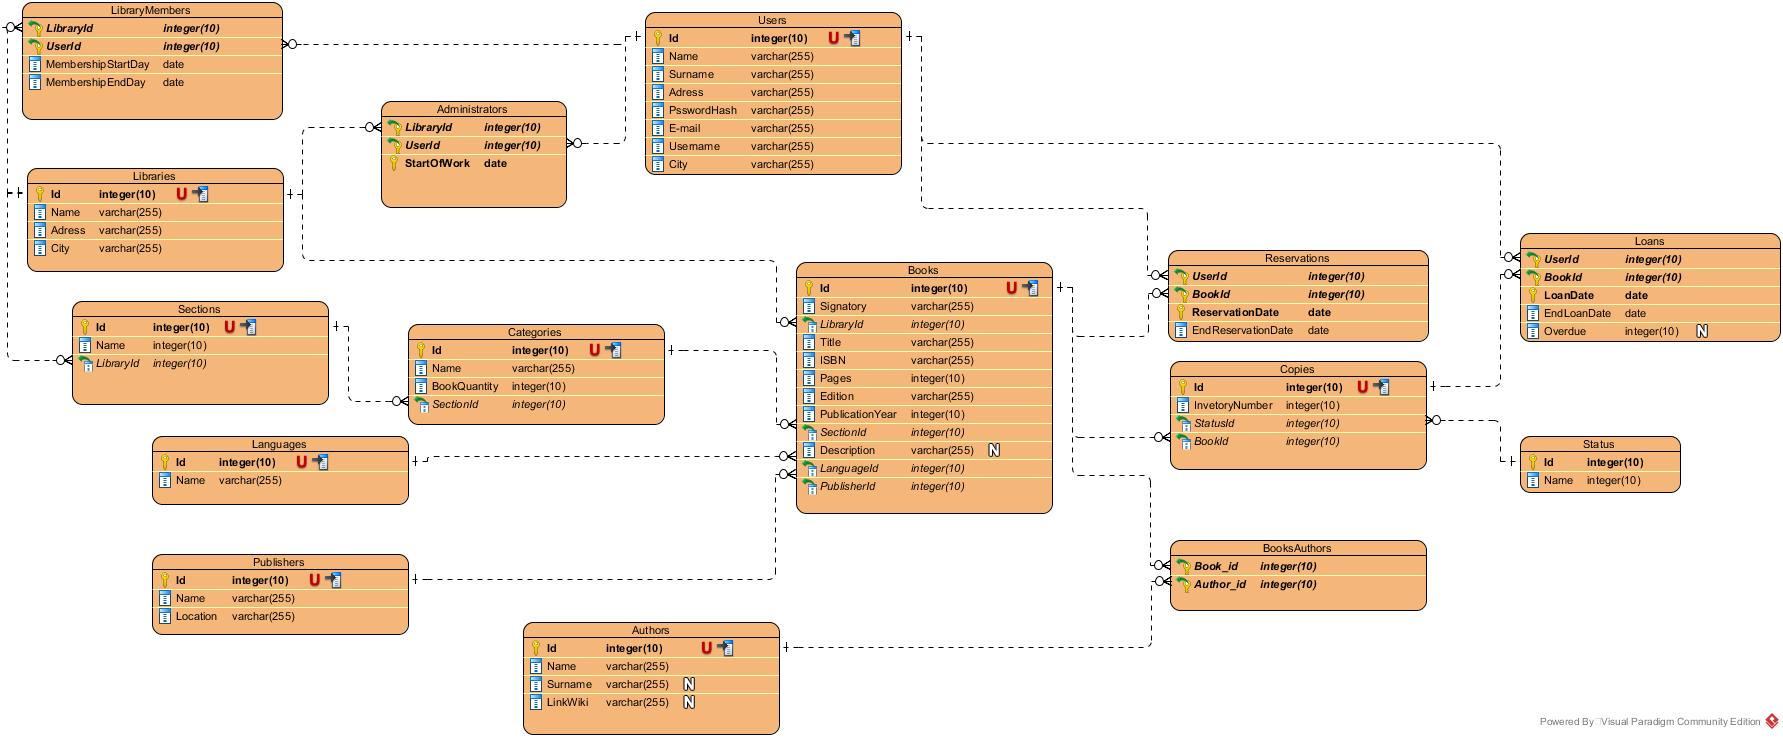 LibraryMembers
LibraryId integer(10)
UserId integer(10)
MembershipStartDay date
MembershipEndDay date
Users
Id integer(10) U
Name varchar(255)
Surname varchar(255)
Adress varchar(255)
PsswordHash varchar(255)
E-mail varchar(255)
Username varchar(255)
City varchar(255)
Administrators
LibraryId integer(10)
UserId integer(10)
StartOfWork date
Libraries
Id integer(10) U
Name varchar(255)
Adress varchar(255)
City varchar(255)
Sections
Id integer(10) U
Name integer(10)
LibraryId integer(10)
Categories
Id integer(10) U
Name varchar(255)
BookQuantity integer(10)
SectionId integer(10)
Books
Id integer(10) U
Signatory varchar(255)
LibraryId integer(10)
Title varchar(255)
ISBN varchar(255)
Pages integer(10)
Edition varchar(255)
PublicationYear integer(10)
SectionId integer(10)
Description varchar(255) N
LanguageId integer(10)
PublisherId integer(10)
Reservations
UserId integer(10)
BookId integer(10)
ReservationDate date
EndReservationDate date
Loans
UserId integer(10)
BookId integer(10)
LoanDate date
EndLoanDate date
Overdue integer(10) N
Copies
Id integer(10) U
InvetoryNumber integer(10)
StatusId integer(10)
BookId integer(10)
Status
Id integer(10)
Name integer(10)
Languages
Id integer(10) U
Name varchar(255)
Publishers
Id integer(10) U
Name varchar(255)
Location varchar(255)
BooksAuthors
Book_id integer(10)
Author_id integer(10)
Authors
Id integer(10) U
Name varchar(255)
Surname varchar(255) N
LinkWiki varchar(255) N
Powered By Visual Paradigm Community Edition